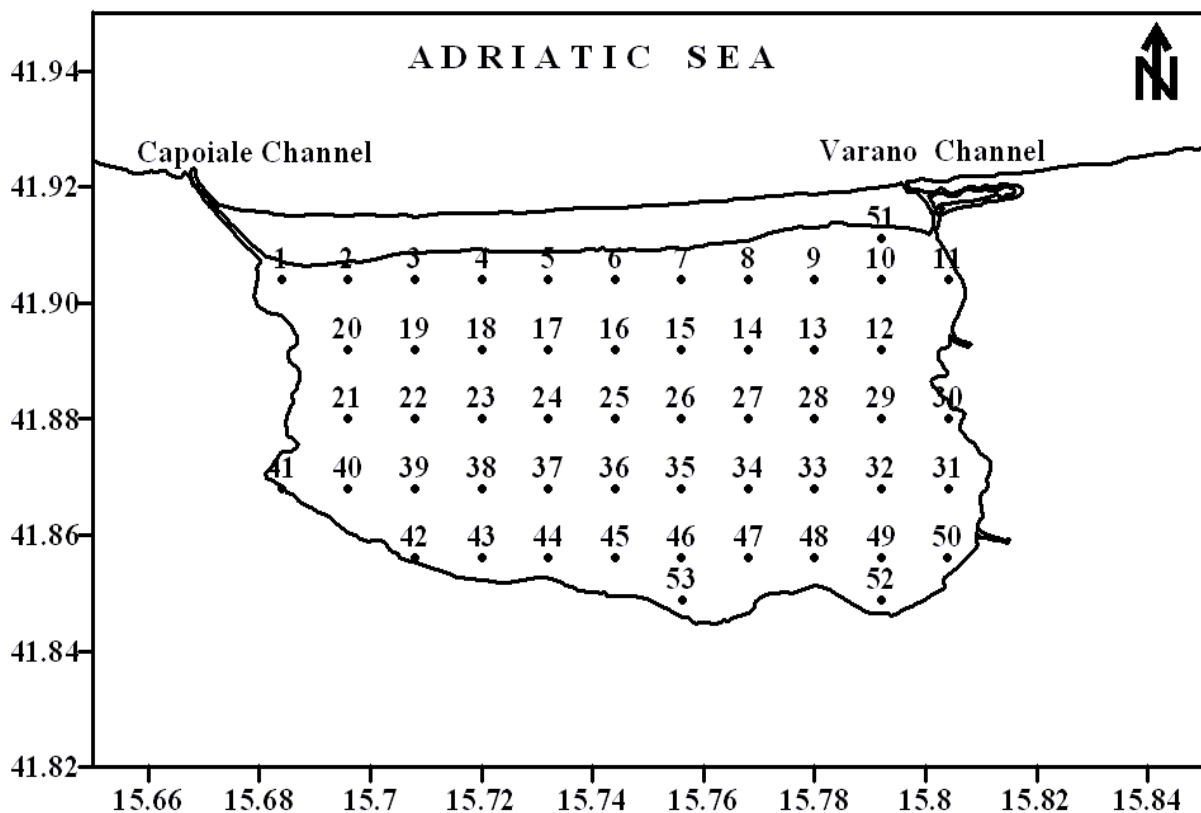 ADRIATIC SEA
N
41.94
Capoiale Channel
Varano Channel
41.92
51
1 2 3 4 5 6 7 8 9 10 11
41.90
20 19 18 17 16 15 14 13 12
21 22 23 24 25 26 27 28 29 30
41.88
41 40 39 38 37 36 35 34 33 32 31
41.86
42 43 44 45 46 47 48 49 50
53 52
41.84
41.82
15.66 15.68 15.7 15.72 15.74 15.76 15.78 15.8 15.82 15.84